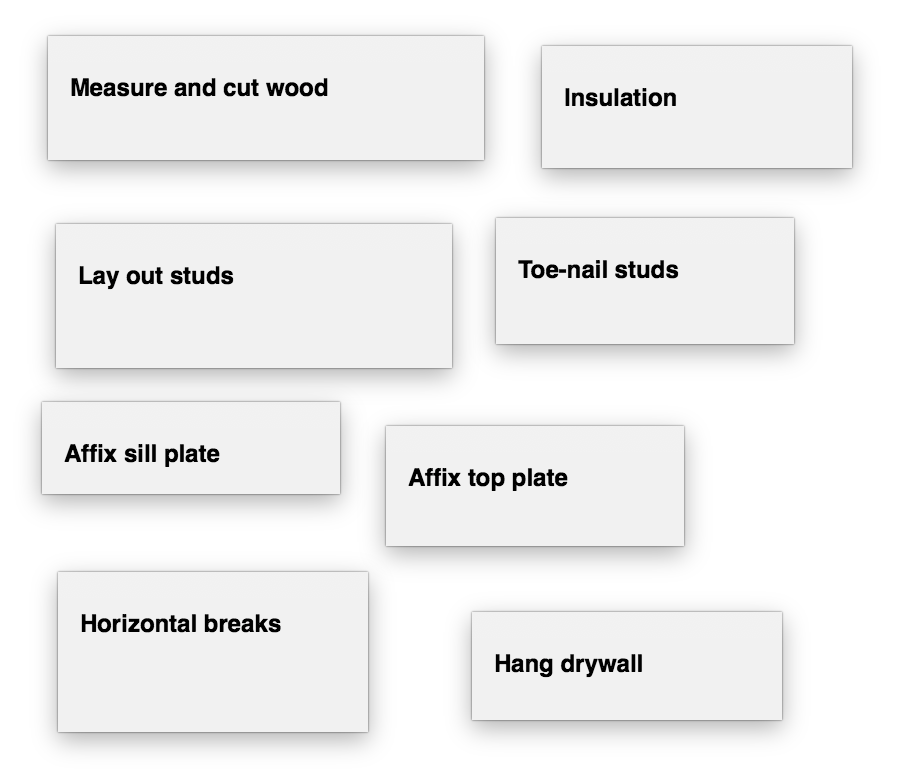 Measure and cut wood
Insulation
Lay out studs
Toe-nail studs
Affix sill plate
Affix top plate
Horizontal breaks
Hang drywall